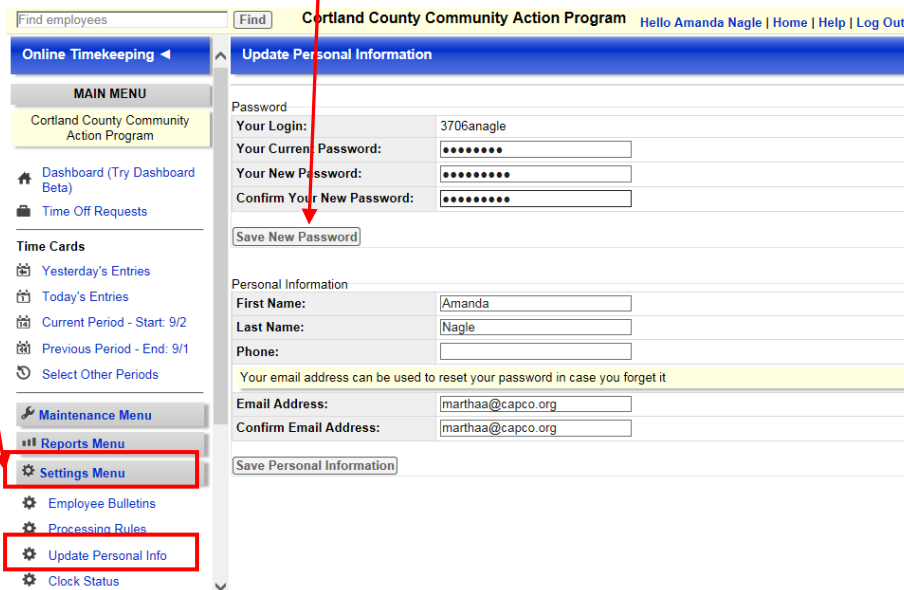 Find employees Find Cortland County Community Action Program Hello Amanda Nagle | Home | Help | Log Out
Online Timekeeping ◄
MAIN MENU
Cortland County Community
Action Program
Dashboard (Try Dashboard
Beta)
Time Off Requests
Time Cards
Yesterday's Entries
Today's Entries
Current Period - Start: 9/2
Previous Period - End: 9/1
Select Other Periods
Maintenance Menu
Reports Menu
Settings Menu
Employee Bulletins
Processing Rules
Update Personal Info
Clock Status
Update Personal Information
Password
Your Login: 3706anagle
Your Current Password: ●●●●●●●●
Your New Password: ●●●●●●●●●
Confirm Your New Password: ●●●●●●●●●
Save New Password
Personal Information
First Name: Amanda
Last Name: Nagle
Phone:
Your email address can be used to reset your password in case you forget it
Email Address: marthaa@capco.org
Confirm Email Address: marthaa@capco.org
Save Personal Information